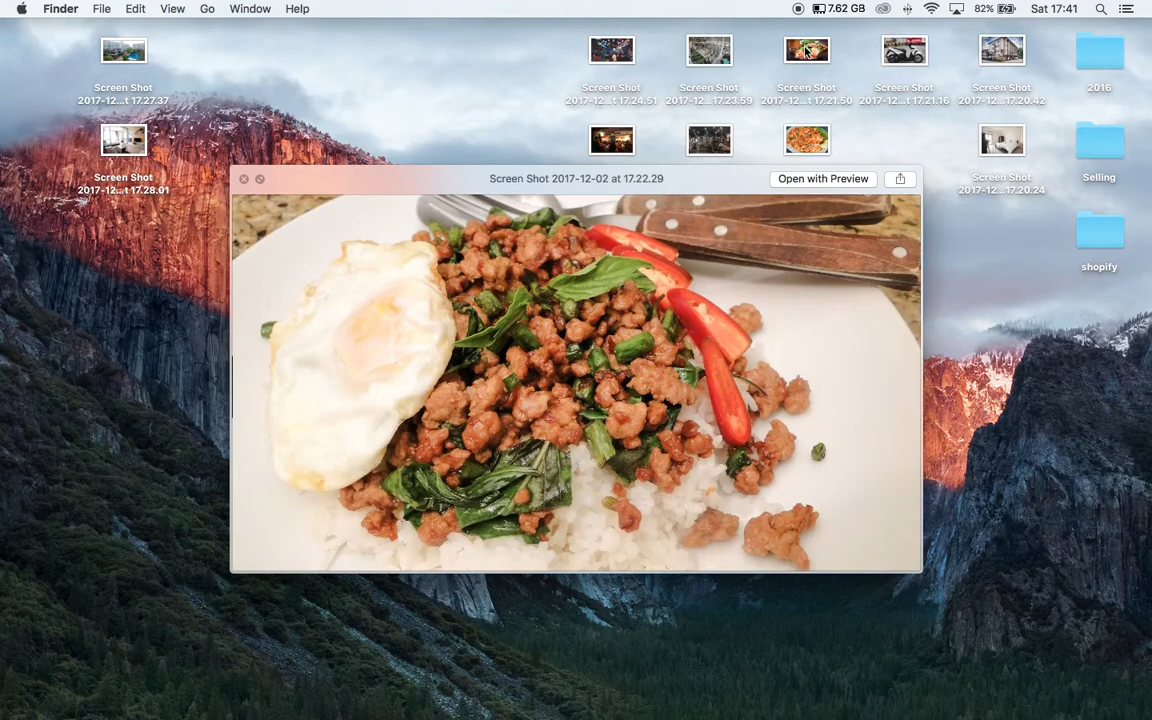 Finder File Edit View Go Window Help 7.62 GB 82% Sat 17:41
Screen Shot
2017-12...t 17.27.37
Screen Shot
2017-12...t 17.24.51
Screen Shot
2017-12...t 17.23.59
Screen Shot
2017-12...t 17.21.50
Screen Shot
2017-12...t 17.21.16
Screen Shot
2017-12...t 17.20.42
2016
Screen Shot
2017-12...t 17.28.01
Screen Shot
2017-12...t 17.20.24
Selling
Screen Shot 2017-12-02 at 17.22.29
Open with Preview
shopify